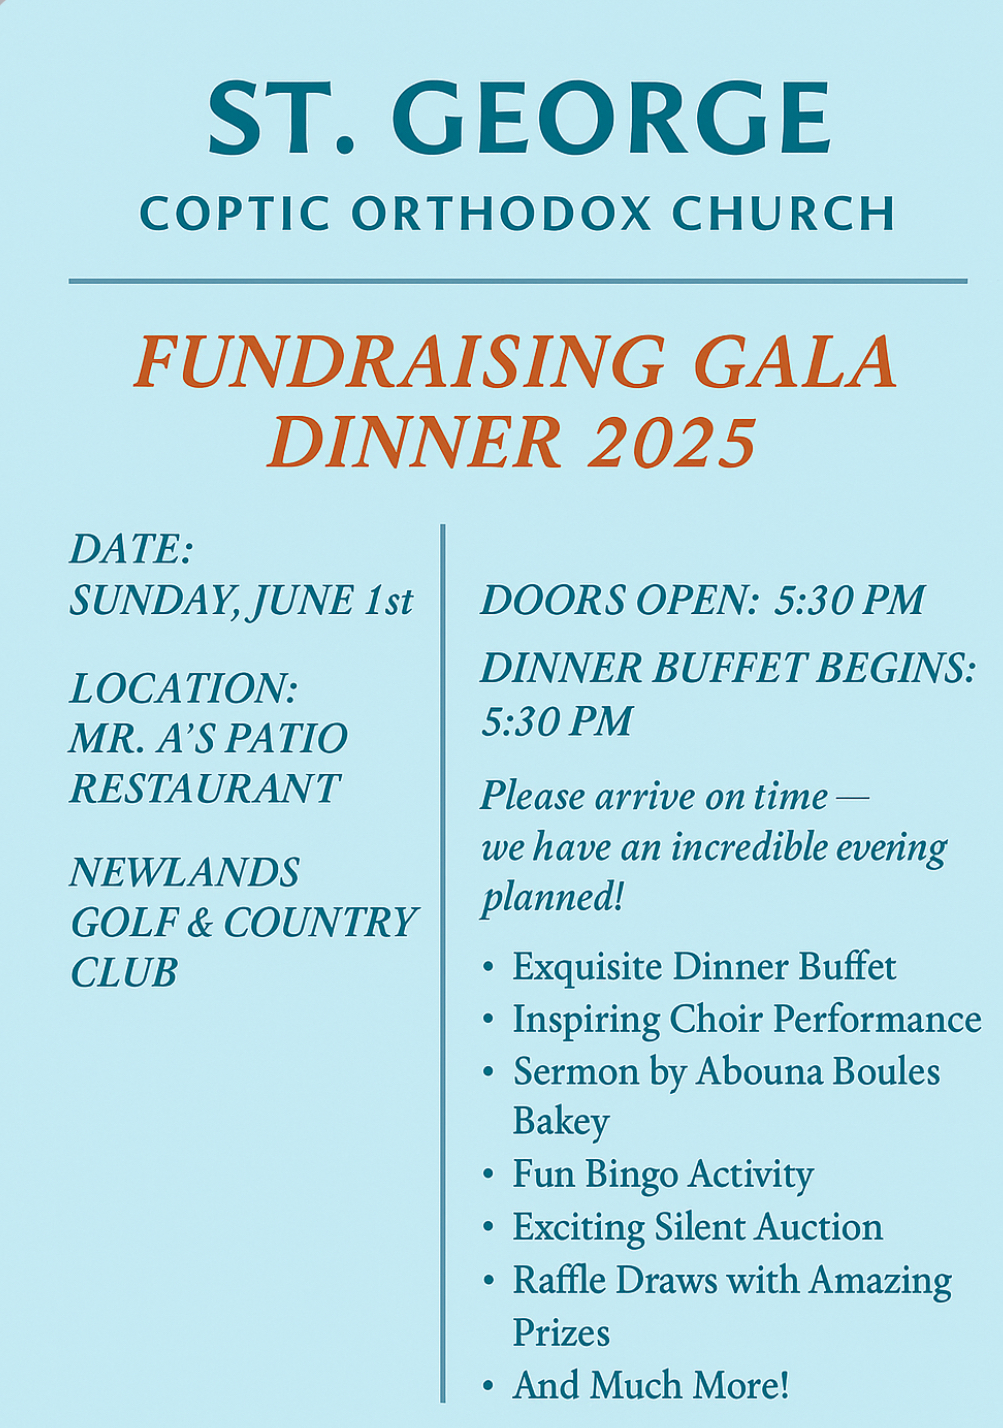 ST. GEORGE
COPTIC ORTHODOX CHURCH
FUNDRAISING GALA
DINNER 2025
DATE:
SUNDAY, JUNE 1st
LOCATION:
MR. A'S PATIO
RESTAURANT
NEWLANDS
GOLF & COUNTRY
CLUB
DOORS OPEN: 5:30 PM
DINNER BUFFET BEGINS:
5:30 PM
Please arrive on time —
we have an incredible evening
planned!
• Exquisite Dinner Buffet
• Inspiring Choir Performance
• Sermon by Abouna Boules
Bakey
• Fun Bingo Activity
• Exciting Silent Auction
• Raffle Draws with Amazing
Prizes
• And Much More!